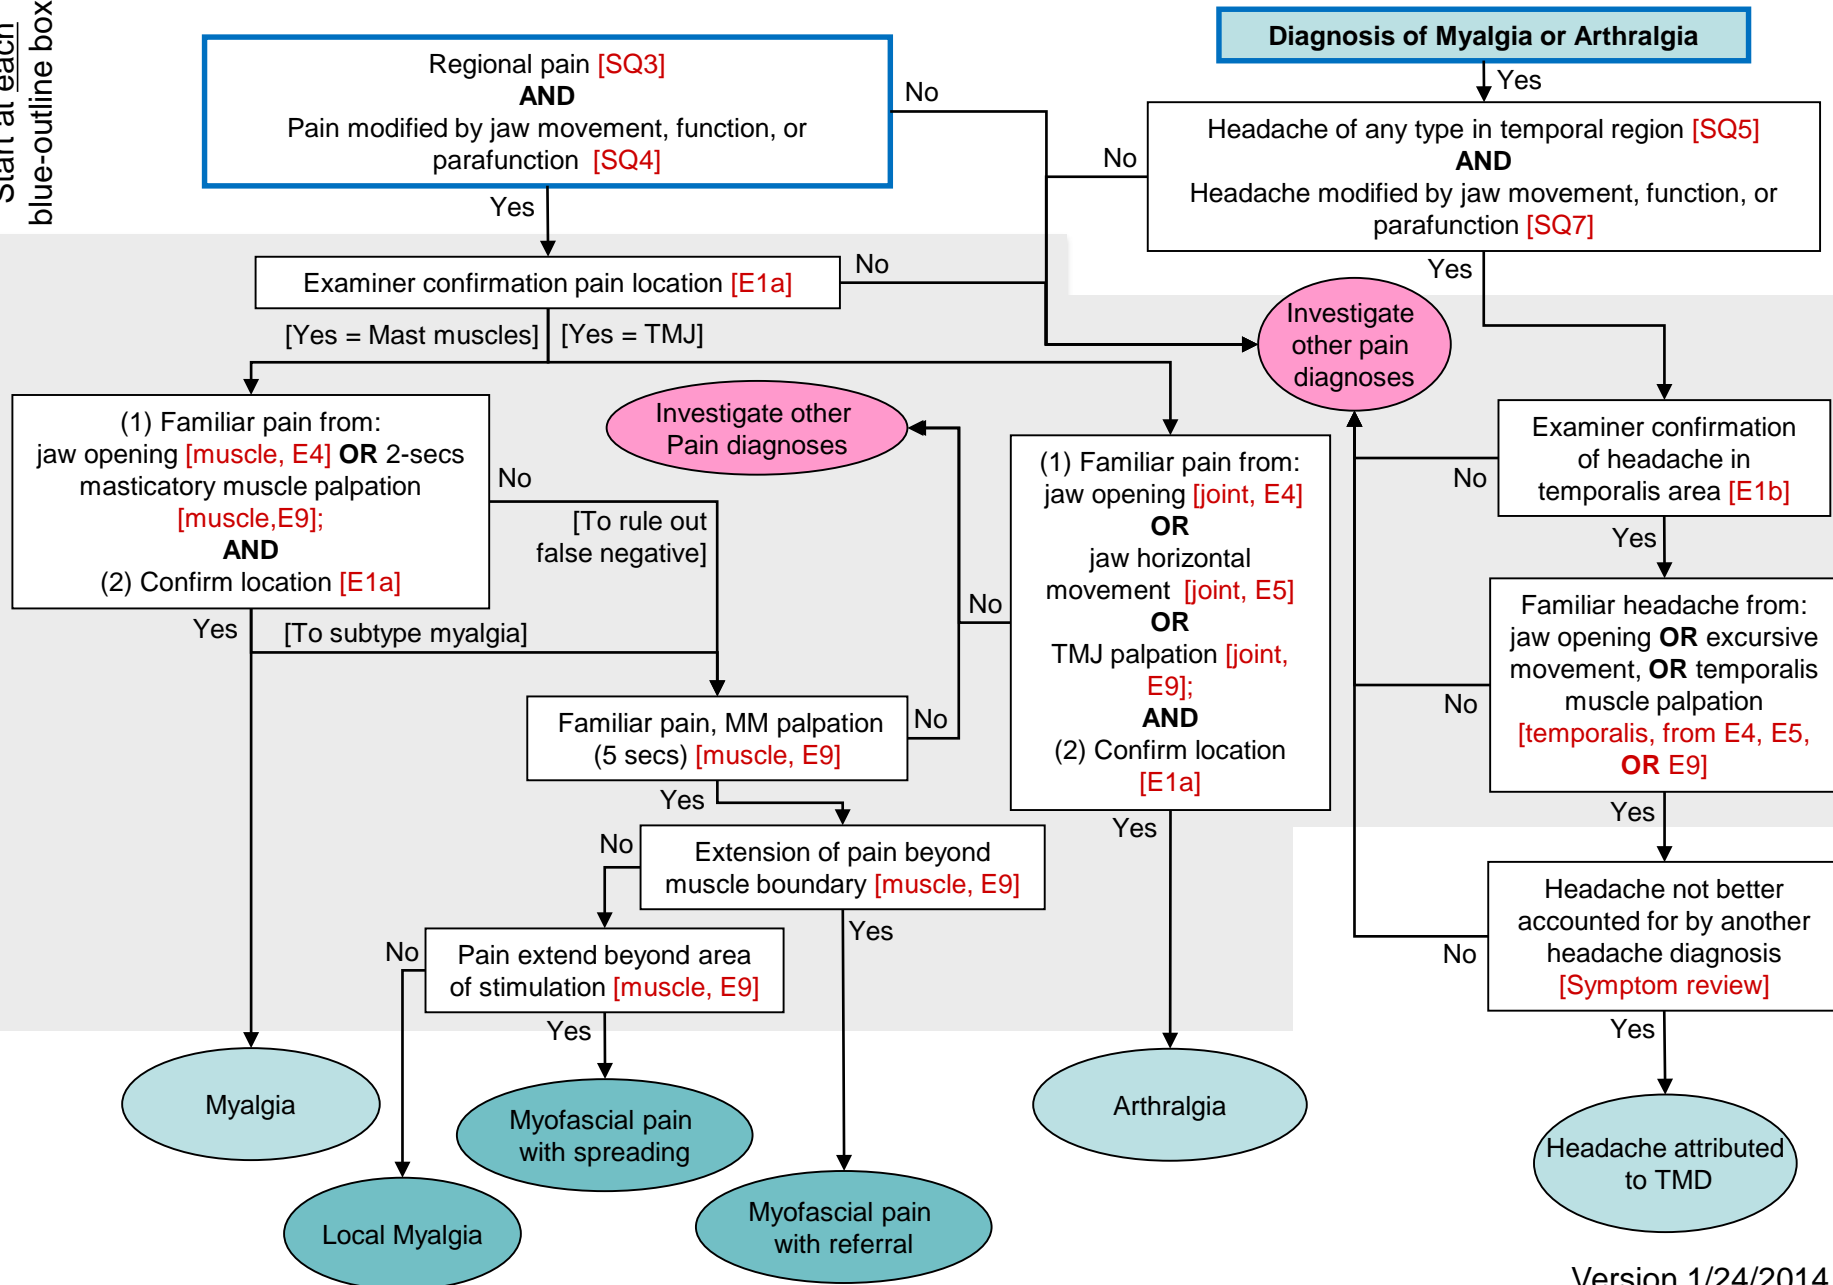 Start at each
blue-outline box
Regional pain [SQ3]
AND
Pain modified by jaw movement, function, or
parafunction [SQ4]
No
Yes
Diagnosis of Myalgia or Arthralgia
Yes
Headache of any type in temporal region [SQ5]
AND
Headache modified by jaw movement, function, or
parafunction [SQ7]
No
Yes
Examiner confirmation pain location [E1a]
No
[Yes = Mast muscles]
[Yes = TMJ]
Investigate
other pain
diagnoses
(1) Familiar pain from:
jaw opening [muscle, E4] OR 2-secs
masticatory muscle palpation
[muscle,E9];
AND
(2) Confirm location [E1a]
No
[To rule out
false negative]
Yes
[To subtype myalgia]
Investigate other
Pain diagnoses
(1) Familiar pain from:
jaw opening [joint, E4]
OR
jaw horizontal
movement [joint, E5]
OR
TMJ palpation [joint,
E9];
AND
(2) Confirm location
[E1a]
No
Yes
Examiner confirmation
of headache in
temporalis area [E1b]
No
Yes
Familiar headache from:
jaw opening OR excursive
movement, OR temporalis
muscle palpation
[temporalis, from E4, E5,
OR E9]
No
Yes
Familiar pain, MM palpation
(5 secs) [muscle, E9]
No
Yes
Extension of pain beyond
muscle boundary [muscle, E9]
No
Yes
Pain extend beyond area
of stimulation [muscle, E9]
No
Yes
Headache not better
accounted for by another
headache diagnosis
[Symptom review]
No
Yes
Myalgia
Local Myalgia
Myofascial pain
with spreading
Myofascial pain
with referral
Arthralgia
Headache attributed
to TMD
Version 1/24/2014